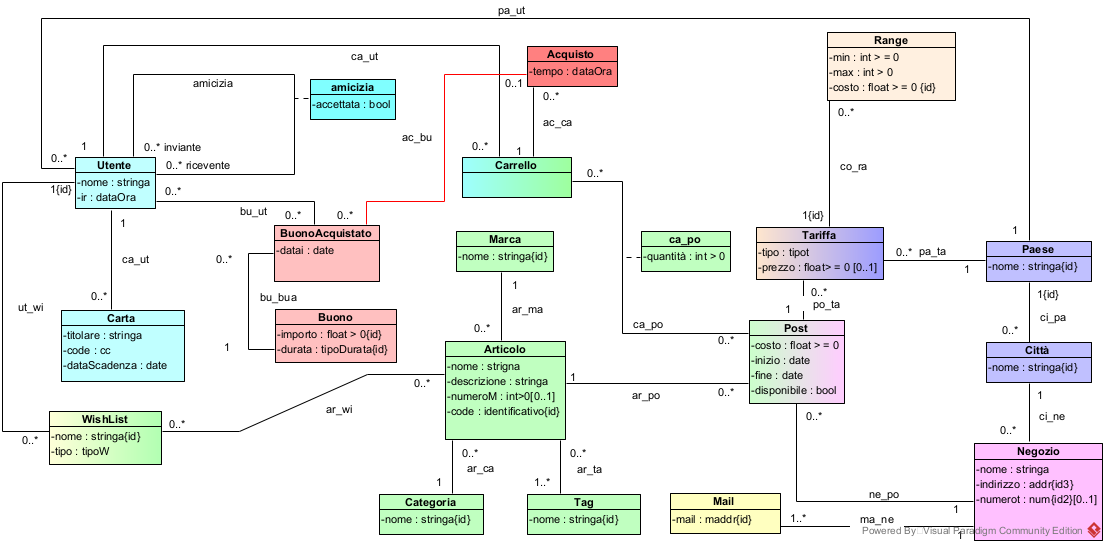 pa_ut
ca_ut
amicizia
amicizia
-accettata : bool
Acquisto
-tempo : dataOra
0..1
0..*
ac_ca
ac_bu
Range
-min : int > = 0
-max : int > 0
-costo : float > = 0 {id}
0..*
co_ra
1{id}
0..*
1
0..* inviante
0..* ricevente
0..*
Utente
-nome : stringa
-ir : dataOra
1{id}
1
0..*
1
Carrello
0..*
bu_ut
0..*
0..*
BuonoAcquistato
-datai : date
0..*
bu_bua
1
Buono
-importo : float > 0{id}
-durata : tipoDurata{id}
ca_ut
0..*
ut_wi
Carta
-titolare : stringa
-code : cc
-dataScadenza : date
Marca
-nome : stringa{id}
1
ar_ma
0..*
ca_po
-quantità : int > 0
Tariffa
-tipo : tipot
-prezzo : float> = 0 [0..1]
0..*
pa_ta
1
1
Paese
-nome : stringa{id}
1{id}
ci_pa
0..*
0..*
po_ta
1
ca_po
0..*
Post
-costo : float > = 0
-inizio : date
-fine : date
-disponibile : bool
Città
-nome : stringa{id}
1
ci_ne
0..*
Articolo
-nome : strigna
-descrizione : stringa
-numeroM : int>0[0..1]
-code : identificativo{id}
1
ar_po
0..*
0..*
0..*
ar_wi
0..*
WishList
-nome : stringa{id}
-tipo : tipoW
0..*
0..*
ar_ca
1
0..*
ar_ta
1..*
Categoria
-nome : stringa{id}
Tag
-nome : stringa{id}
Mail
-mail : maddr{id}
1..*
ma_ne
1
ne_po
1
Negozio
-nome : stringa
-indirizzo : addr{id3}
-numerot : num{id2}[0..1]
Powered By Visual Paradigm Community Edition